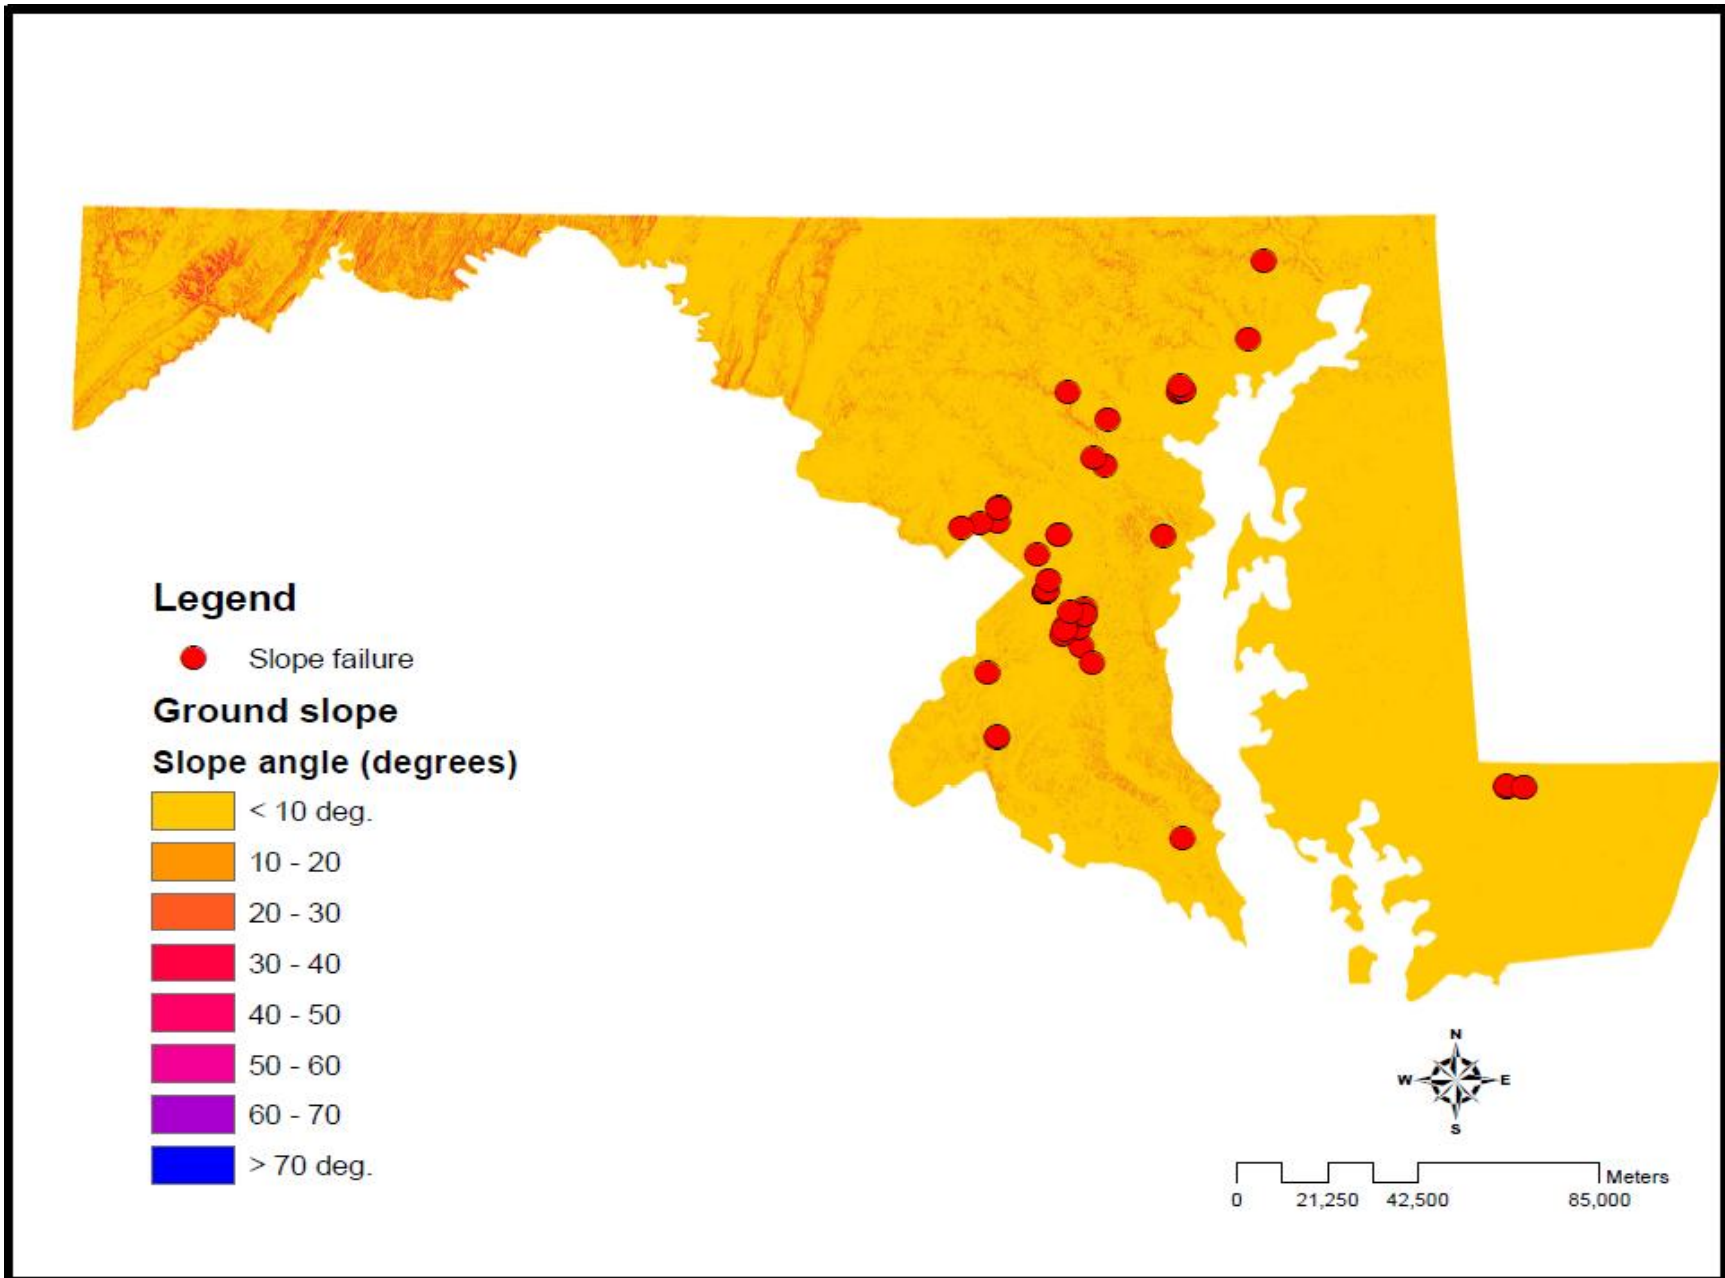 Legend
Slope failure
Ground slope
Slope angle (degrees)
< 10 deg.
10 - 20
20 - 30
30 - 40
40 - 50
50 - 60
60 - 70
> 70 deg.
N
W E
S
Meters
0 21,250 42,500 85,000